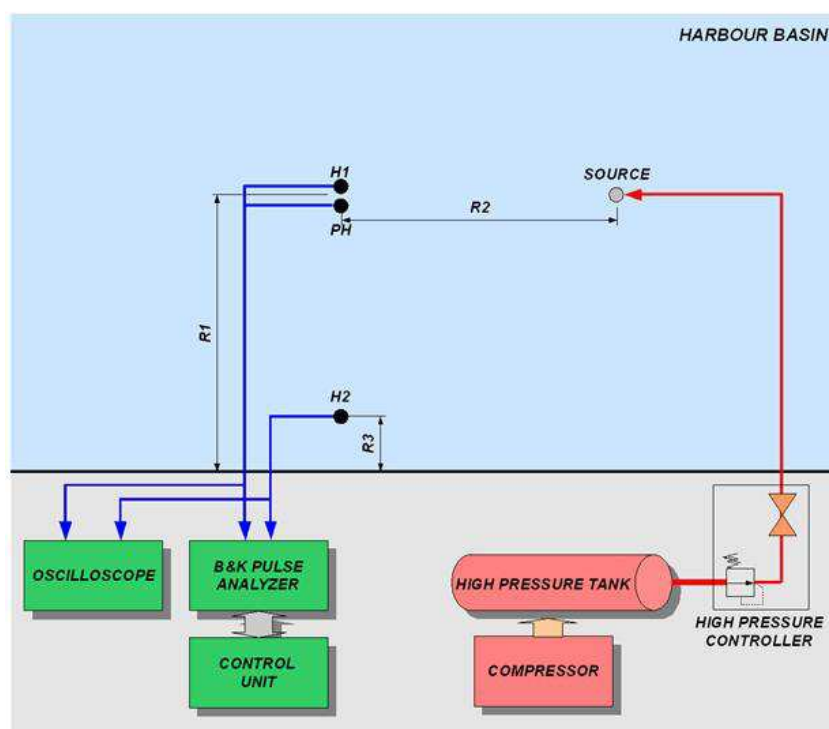 HARBOUR BASIN
H1
SOURCE
R2
PH
R1
H2
R3
OSCILLOSCOPE
B&K PULSE
ANALYZER
HIGH PRESSURE TANK
HIGH PRESSURE
CONTROLLER
CONTROL
UNIT
COMPRESSOR